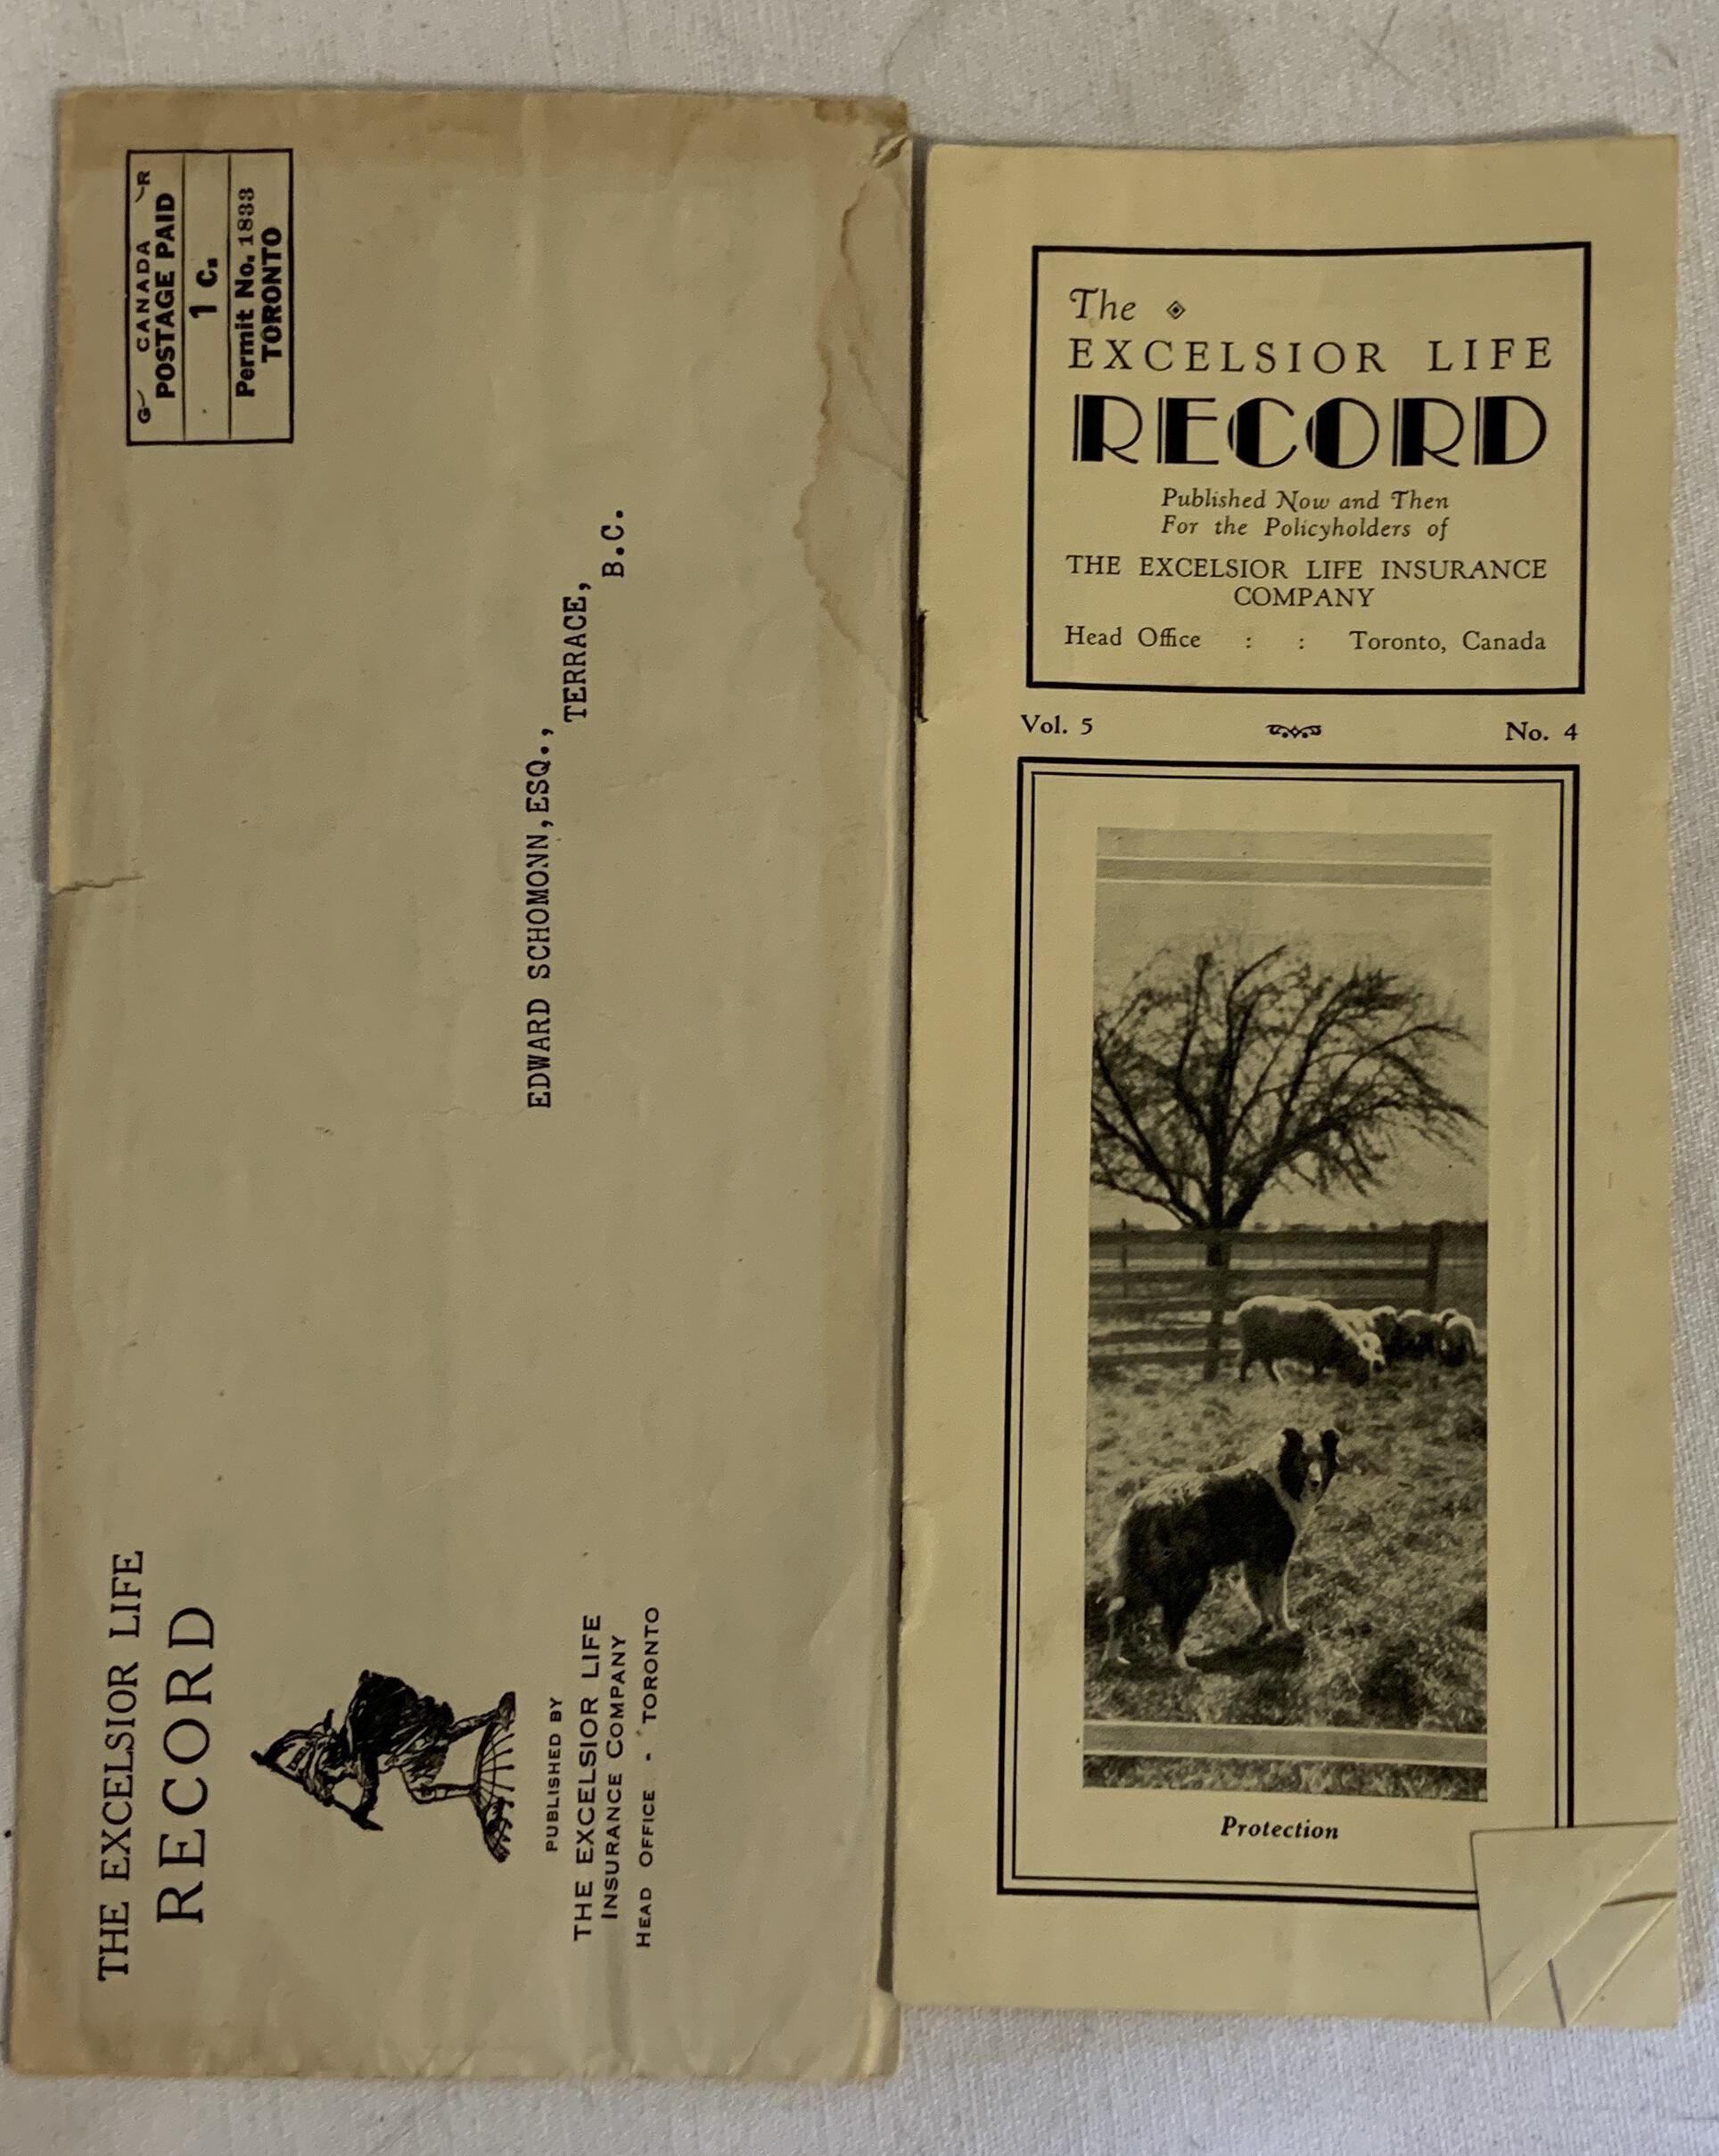 G CANADA R
POSTAGE PAID
1 c.
Permit No. 1833
TORONTO
EDWARD SCHOMONN,ESQ.,
TERRACE,
B.C.
THE EXCELSIOR LIFE
RECORD
PUBLISHED BY
THE EXCELSIOR LIFE
INSURANCE COMPANY
HEAD OFFICE - TORONTO
The
EXCELSIOR LIFE
RECORD
Published Now and Then
For the Policyholders of
THE EXCELSIOR LIFE INSURANCE
COMPANY
Head Office : : Toronto, Canada
Vol. 5 No. 4
Protection